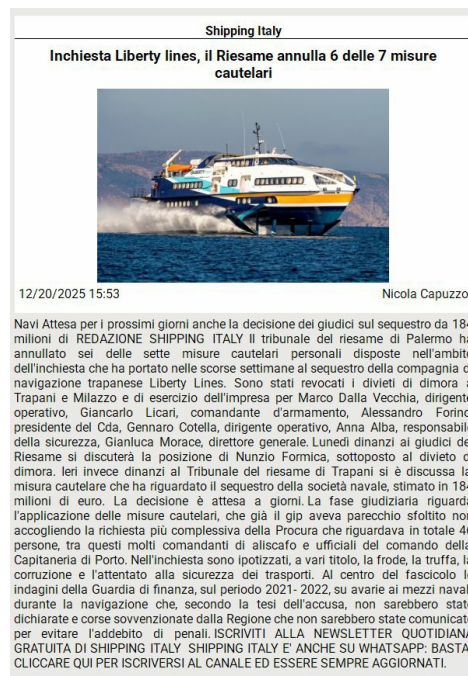 Shipping Italy
Inchiesta Liberty lines, il Riesame annulla 6 delle 7 misure
cautelari
12/20/2025 15:53
Nicola Capuzzo
Navi Attesa per i prossimi giorni anche la decisione dei giudici sul sequestro da 184
milioni di REDAZIONE SHIPPING ITALY Il tribunale del riesame di Palermo ha
annullato sei delle sette misure cautelari personali disposte nell'ambito
dell'inchiesta che ha portato nelle scorse settimane al sequestro della compagnia d
navigazione trapanese Liberty Lines. Sono stati revocati i divieti di dimora a
Trapani e Milazzo e di esercizio dell'impresa per Marco Dalla Vecchia, dirigente
operativo, Giancarlo Licari, comandante d'armamento, Alessandro Forino
presidente del Cda, Gennaro Cotella, dirigente operativo, Anna Alba, responsabile
della sicurezza, Gianluca Morace, direttore generale. Lunedì dinanzi ai giudici del
Riesame si discuterà la posizione di Nunzio Formica, sottoposto al divieto d
dimora. Ieri invece dinanzi al Tribunale del riesame di Trapani si è discussa la
misura cautelare che ha riguardato il sequestro della società navale, stimato in 184
milioni di euro. La decisione è attesa a giorni. La fase giudiziaria riguarda
l'applicazione delle misure cautelari, che già il gip aveva parecchio sfoltito non
accogliendo la richiesta più complessiva della Procura che riguardava in totale 46
persone, tra questi molti comandanti di aliscafo e ufficiali del comando della
Capitaneria di Porto. Nell'inchiesta sono ipotizzati, a vari titolo, la frode, la truffa, la
corruzione e l'attentato alla sicurezza dei trasporti. Al centro del fascicolo le
indagini della Guardia di finanza, sul periodo 2021- 2022, su avarie ai mezzi navali
durante la navigazione che, secondo la tesi dell'accusa, non sarebbero state
dichiarate e corse sovvenzionate dalla Regione che non sarebbero state comunicate
per evitare l'addebito di penali. ISCRIVITI ALLA NEWSLETTER QUOTIDIANA
GRATUITA DI SHIPPING ITALY SHIPPING ITALY E' ANCHE SU WHATSAPP: BASTA
CLICCARE QUI PER ISCRIVERSI AL CANALE ED ESSERE SEMPRE AGGIORNATI.